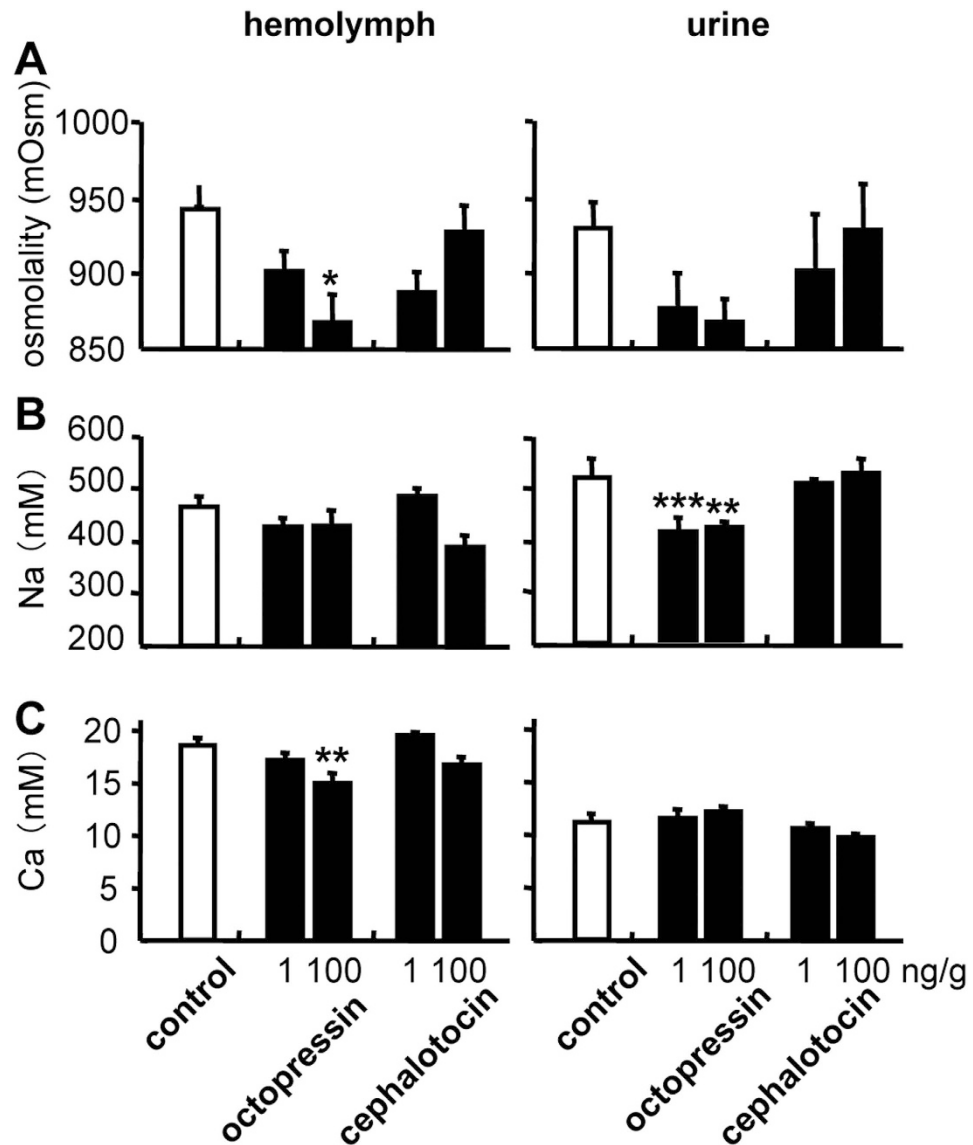 hemolymph urine
A
osmolality (mOsm)
1000
950
900
850
*
B
Na (mM)
600
500
400
300
200
*** **
C
Ca (mM)
20
15
10
5
0
**
control 1 100 octopressin 1 100 cephalotocin
control 1 100 octopressin 1 100 ng/g cephalotocin